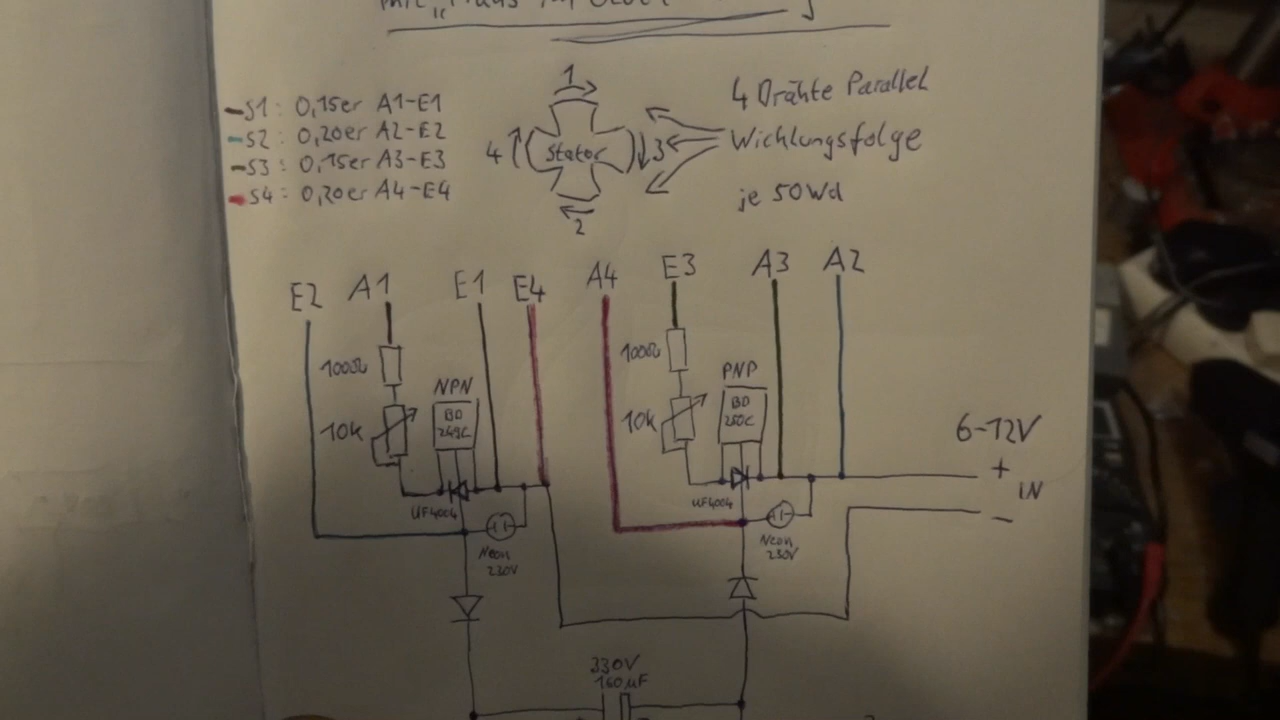 S1: 0,15er A1-E1
S2: 0,20er A2-E2
S3: 0,15er A3-E3
S4: 0,20er A4-E4
1
4
Stator
3
2
4 Drähte Parallel
Wicklungsfolge
je 50Wd
E2 A1 E1 E4 A4 E3 A3 A2
100Ω
NPN
BD
249C
10k
UF4004
Neon
230V
100Ω
PNP
BD
250C
10k
UF4004
Neon
230V
6-12V
+
IN
-
330V
160µF